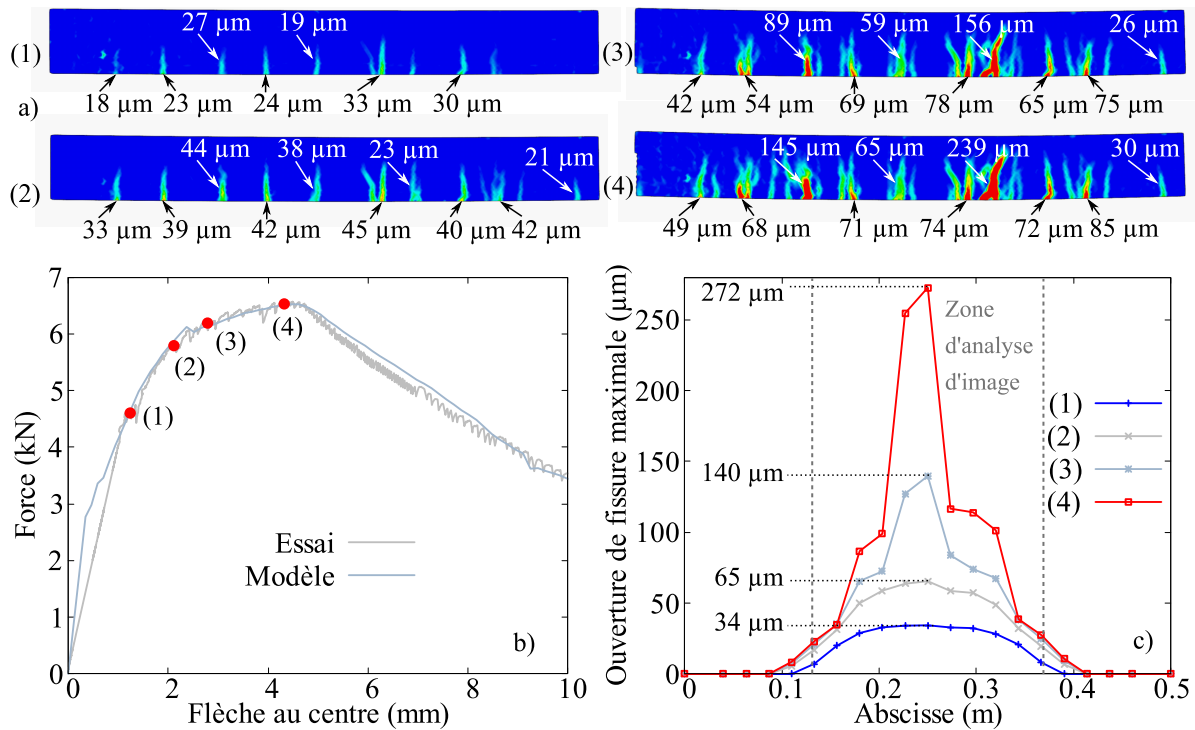 27 µm 19 µm
(1)
18 µm 23 µm 24 µm 33 µm 30 µm
a)
44 µm 38 µm 23 µm 21 µm
(2)
33 µm 39 µm 42 µm 45 µm 40 µm 42 µm
89 µm 59 µm 156 µm 26 µm
(3)
42 µm 54 µm 69 µm 78 µm 65 µm 75 µm
145 µm 65 µm 239 µm 30 µm
(4)
49 µm 68 µm 71 µm 74 µm 72 µm 85 µm
Force (kN)
7
6
5
4
3
2
1
0
(1)
(2)
(3)
(4)
Essai
Modèle
b)
0 2 4 6 8 10
Flèche au centre (mm)
Ouverture de fissure maximale (µm)
250
200
150
100
50
0
272 µm
140 µm
65 µm
34 µm
Zone
d'analyse
d'image
(1)
(2)
(3)
(4)
c)
0 0.1 0.2 0.3 0.4 0.5
Abscisse (m)